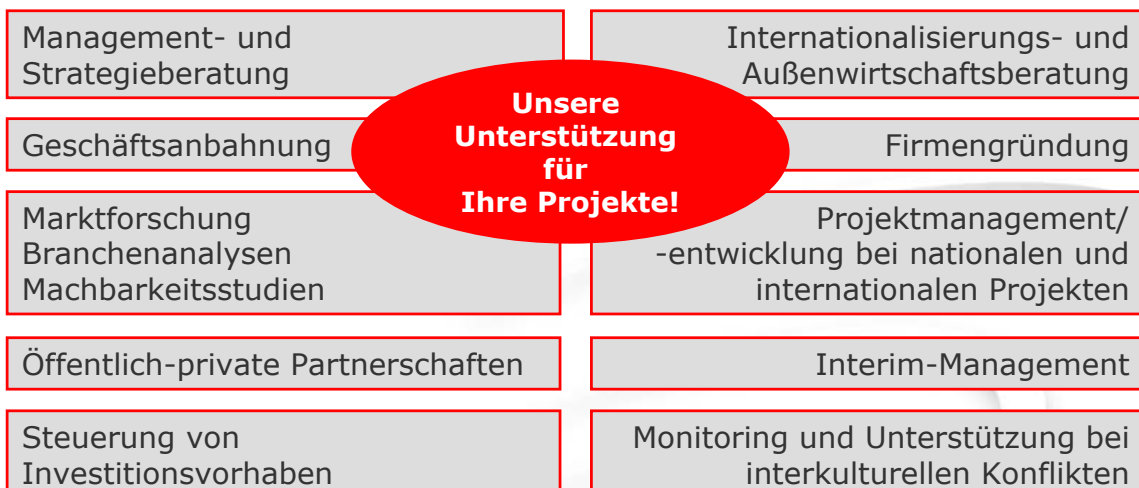 Management- und
Strategieberatung
Internationalisierungs- und
Außenwirtschaftsberatung
Unsere
Unterstützung
für
Ihre Projekte!
Geschäftsanbahnung
Firmengründung
Marktforschung
Branchenanalysen
Machbarkeitsstudien
Projektmanagement/
-entwicklung bei nationalen und
internationalen Projekten
Öffentlich-private Partnerschaften
Interim-Management
Steuerung von
Investitionsvorhaben
Monitoring und Unterstützung bei
interkulturellen Konflikten